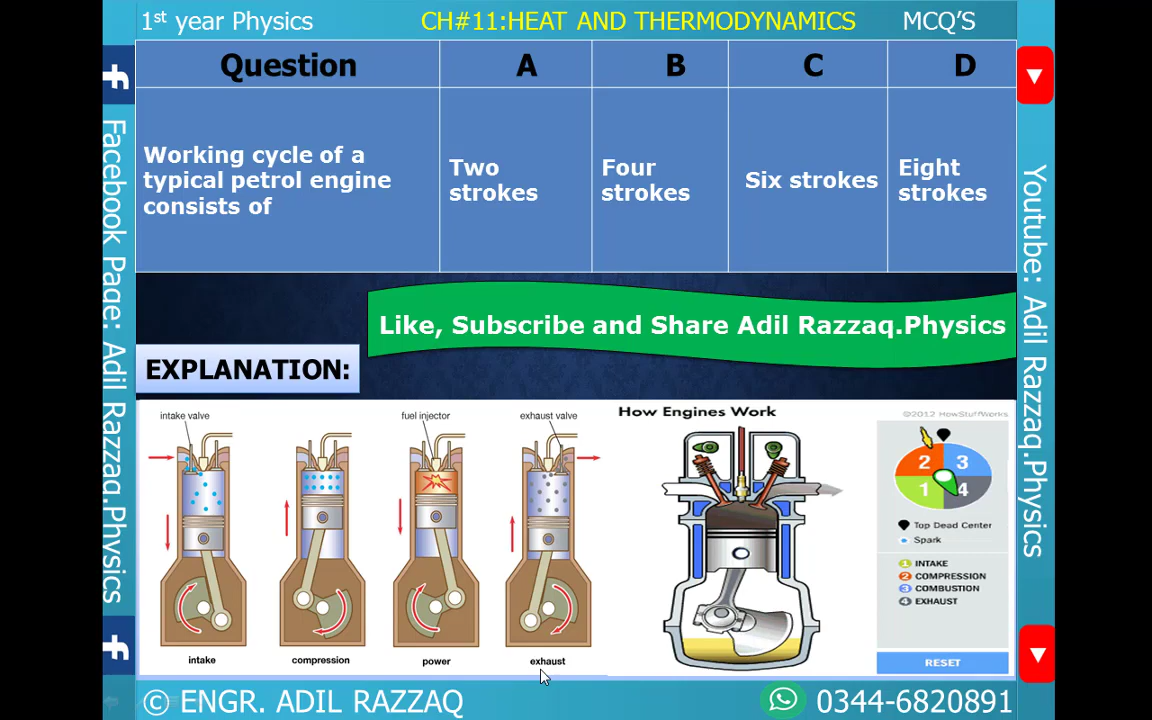 1st year Physics
CH#11:HEAT AND THERMODYNAMICS
MCQ'S
Question
A
B
C
D
Working cycle of a
typical petrol engine
consists of
Two
strokes
Four
strokes
Six strokes
Eight
strokes
Like, Subscribe and Share Adil Razzaq.Physics
EXPLANATION:
intake valve
fuel injector
exhaust valve
intake
compression
power
exhaust
How Engines Work
©2012 HowStuffWorks
2
3
1
4
Top Dead Center
Spark
1 INTAKE
2 COMPRESSION
3 COMBUSTION
4 EXHAUST
RESET
f
Facebook Page: Adil Razzaq.Physics
f
Youtube: Adil Razzaq.Physics
© ENGR. ADIL RAZZAQ
0344-6820891